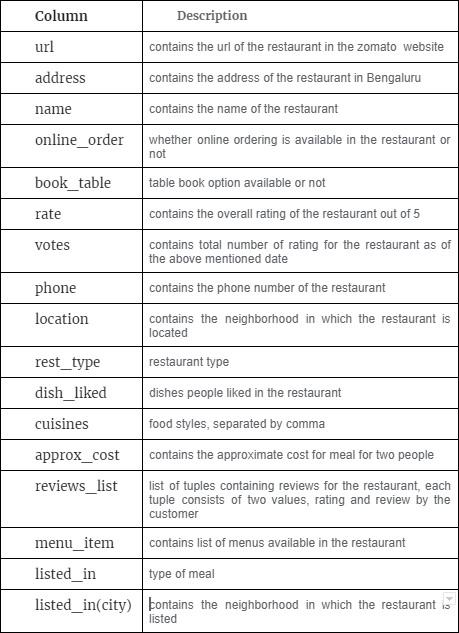 Column Description
url contains the url of the restaurant in the zomato website
address contains the address of the restaurant in Bengaluru
name contains the name of the restaurant
online_order whether online ordering is available in the restaurant or
not
book_table table book option available or not
rate contains the overall rating of the restaurant out of 5
votes contains total number of rating for the restaurant as of
the above mentioned date
phone contains the phone number of the restaurant
location contains the neighborhood in which the restaurant is
located
rest_type restaurant type
dish_liked dishes people liked in the restaurant
cuisines food styles, separated by comma
approx_cost contains the approximate cost for meal for two people
reviews_list list of tuples containing reviews for the restaurant, each
tuple consists of two values, rating and review by the
customer
menu_item contains list of menus available in the restaurant
listed_in type of meal
listed_in(city) contains the neighborhood in which the restaurant is
listed